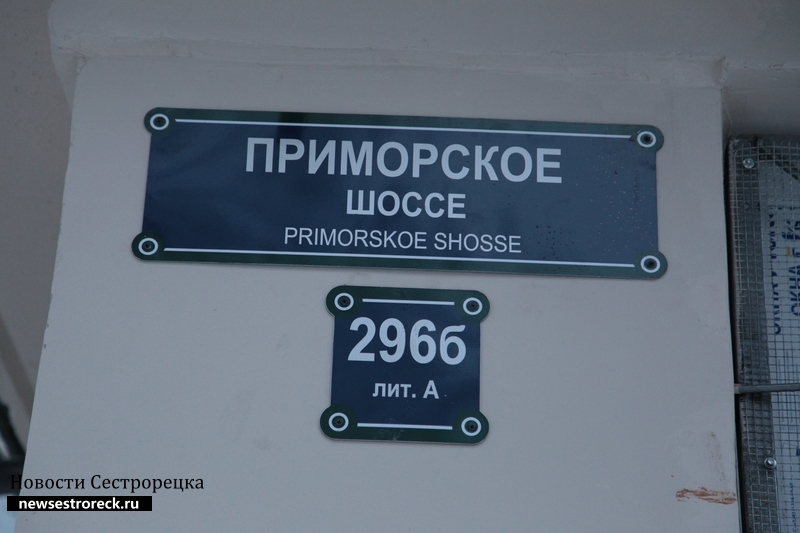 ПРИМОРСКОЕ
ШОССЕ
PRIMORSKOE SHOSSE
296б
лит. А
Новости Сестрорецка
newsestroreck.ru